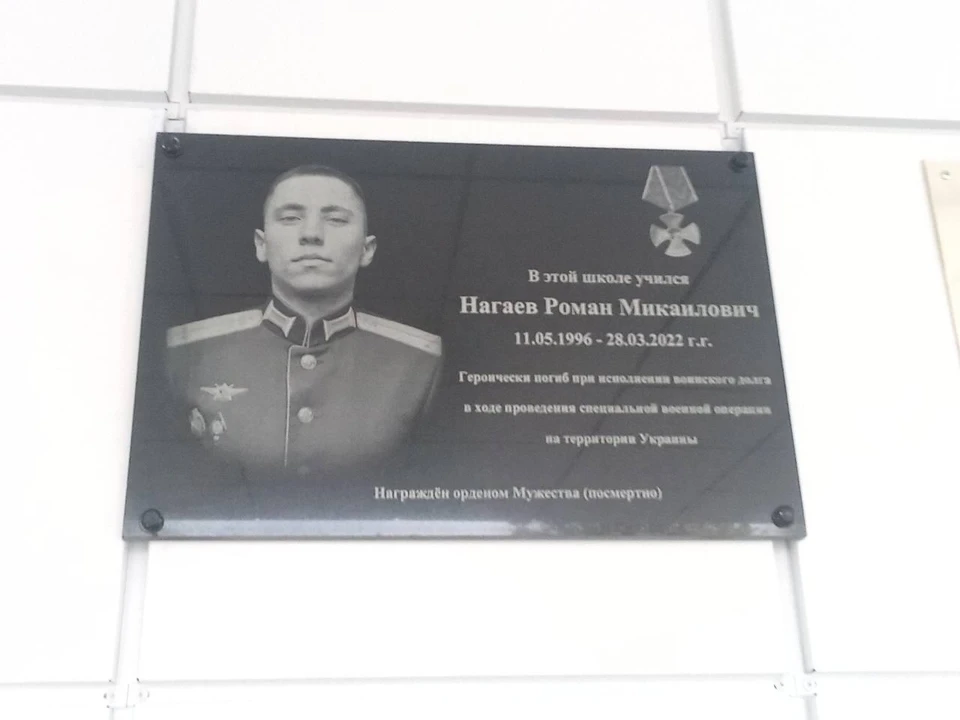 В этой школе учился
Нагаев Роман Микаилович
11.05.1996 - 28.03.2022 г.г.
Героически погиб при исполнении воинского долга
в ходе проведения специальной военной операции
на территории Украины
Награждён орденом Мужества (посмертно)